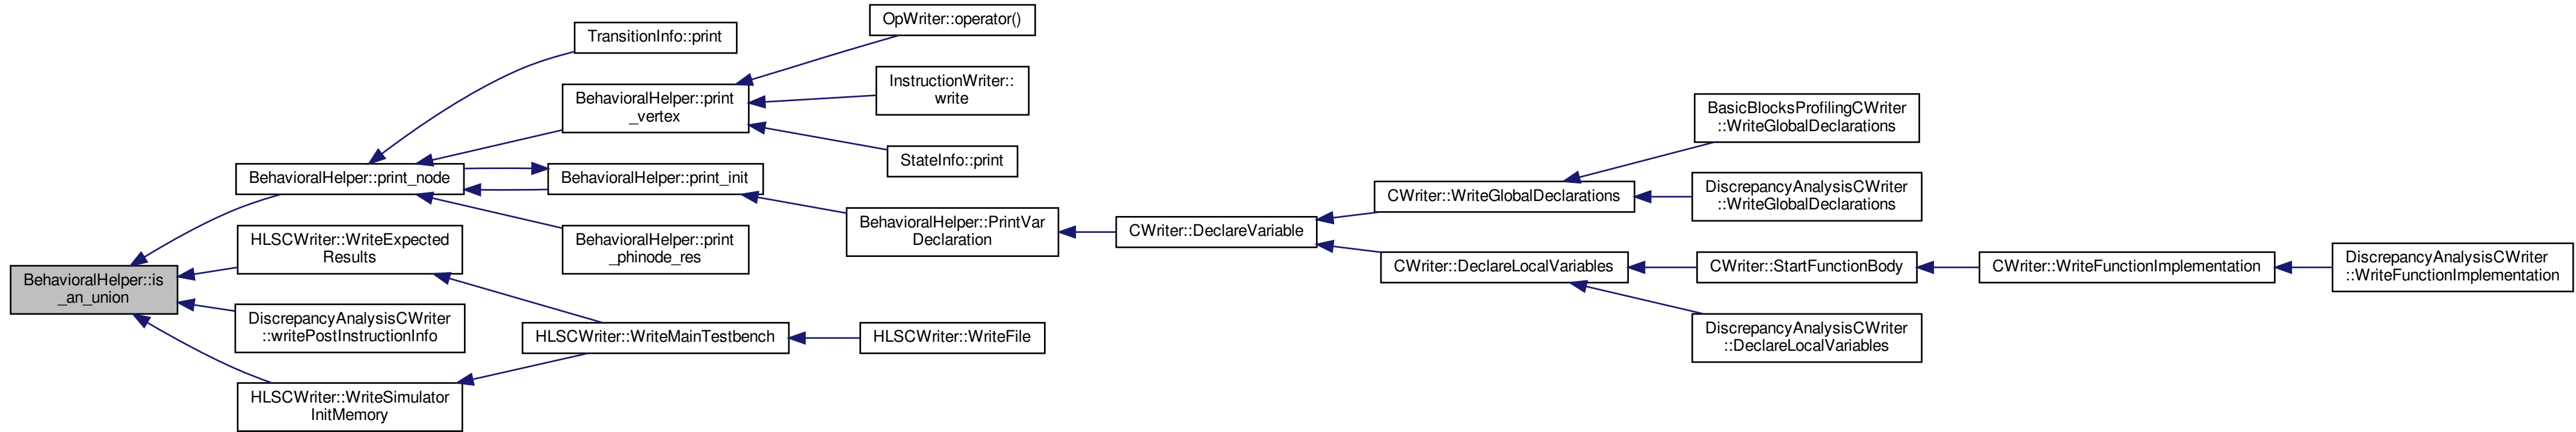 BehavioralHelper::is
_an_union
BehavioralHelper::print_node
TransitionInfo::print
BehavioralHelper::print
_vertex
OpWriter::operator()
InstructionWriter::
write
StateInfo::print
BehavioralHelper::print_init
BehavioralHelper::PrintVar
Declaration
CWriter::DeclareVariable
CWriter::WriteGlobalDeclarations
BasicBlocksProfilingCWriter
::WriteGlobalDeclarations
DiscrepancyAnalysisCWriter
::WriteGlobalDeclarations
CWriter::DeclareLocalVariables
CWriter::StartFunctionBody
CWriter::WriteFunctionImplementation
DiscrepancyAnalysisCWriter
::WriteFunctionImplementation
DiscrepancyAnalysisCWriter
::DeclareLocalVariables
BehavioralHelper::print
_phinode_res
HLSCWriter::WriteExpected
Results
DiscrepancyAnalysisCWriter
::writePostInstructionInfo
HLSCWriter::WriteSimulator
InitMemory
HLSCWriter::WriteMainTestbench
HLSCWriter::WriteFile